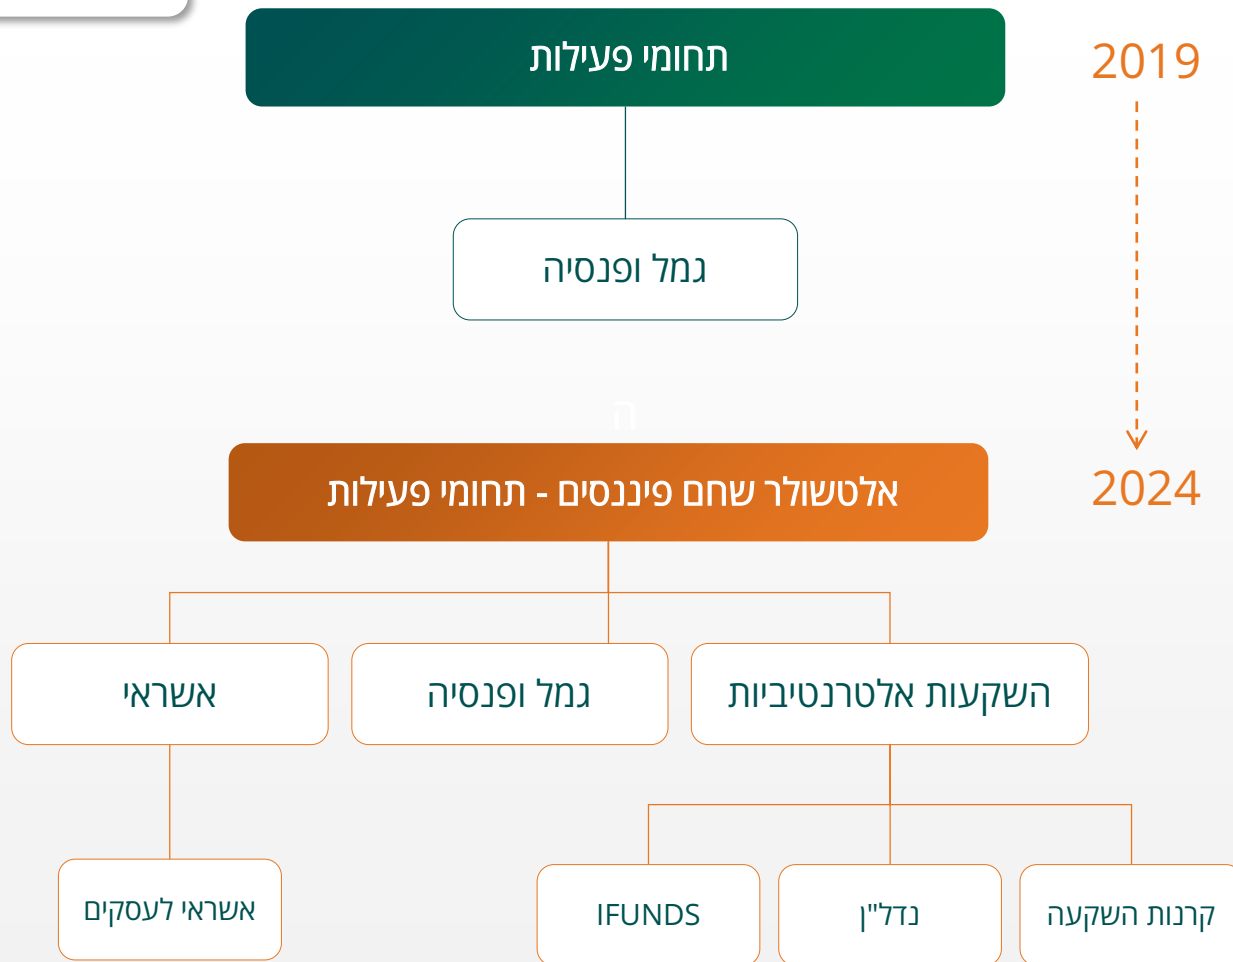 תחומי פעילות
2019
גמל ופנסיה
ה
אלטשולר שחם פיננסים - תחומי פעילות
2024
השקעות אלטרנטיביות
גמל ופנסיה
אשראי
קרנות השקעה
נדל"ן
IFUNDS
אשראי לעסקים